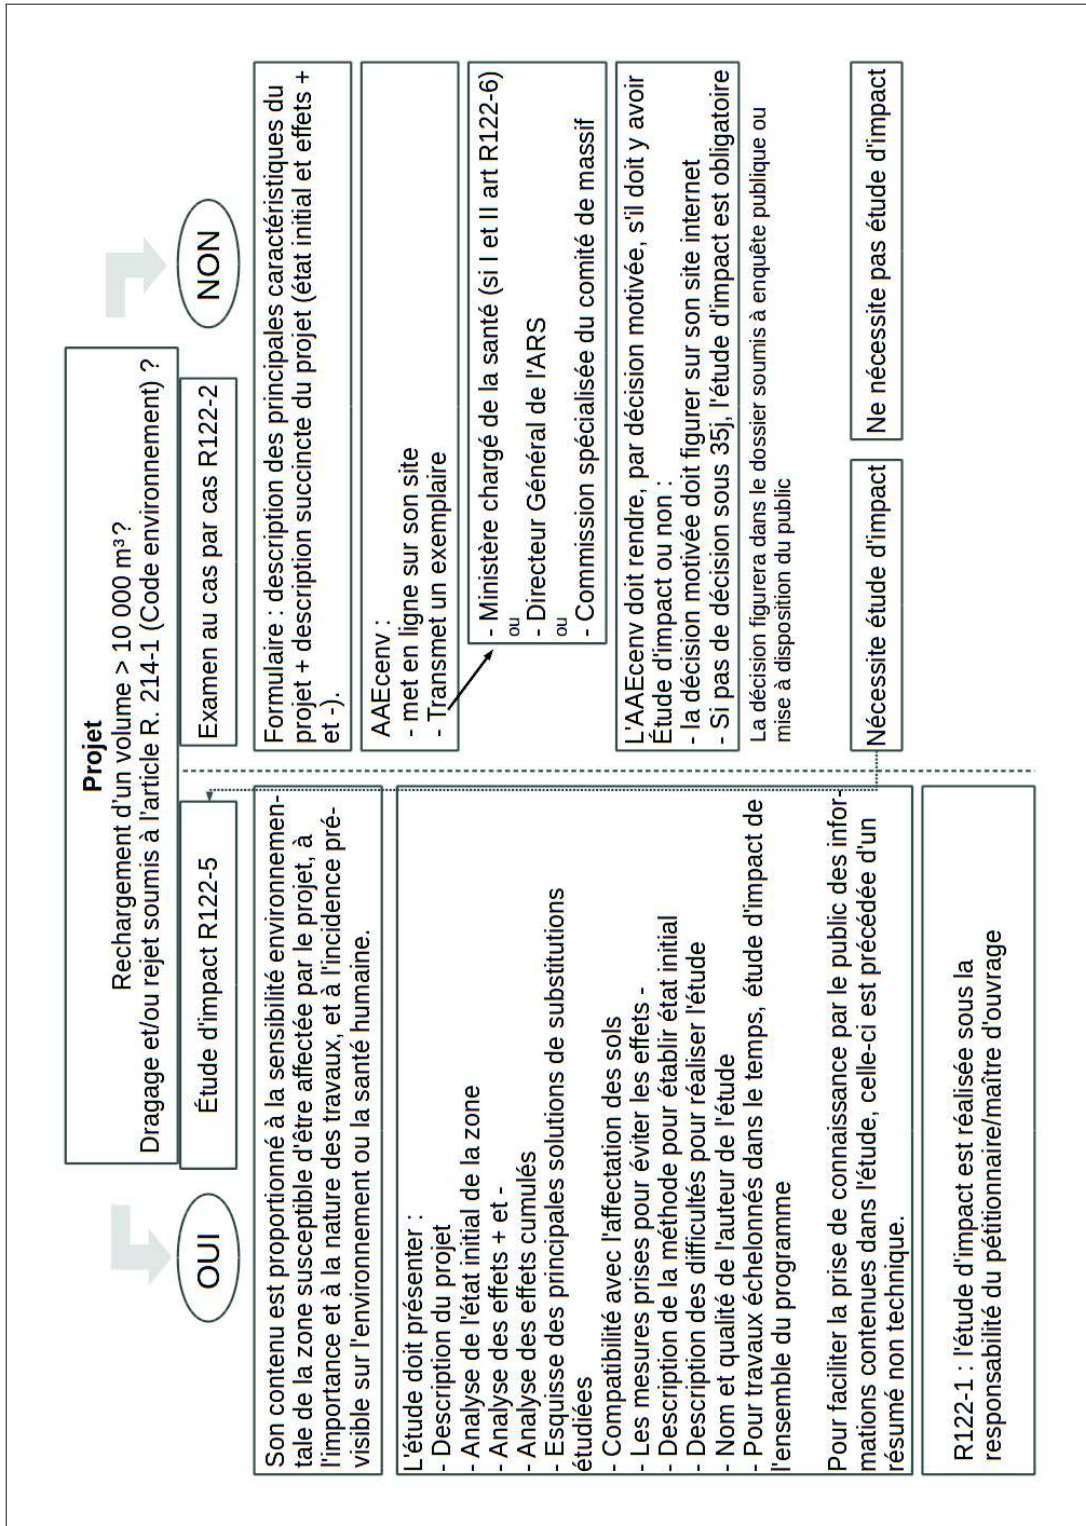 Projet
Rechargement d'un volume > 10 000 m³ ?
Dragage et/ou rejet soumis à l'article R. 214-1 (Code environnement) ?
OUI
Étude d'impact R122-5
Son contenu est proportionné à la sensibilité environnemen-
tale de la zone susceptible d'être affectée par le projet, à
l'importance et à la nature des travaux, et à l'incidence pré-
visible sur l'environnement ou la santé humaine.
L'étude doit présenter :
- Description du projet
- Analyse de l'état initial de la zone
- Analyse des effets + et -
- Analyse des effets cumulés
- Esquisse des principales solutions de substitutions
étudiées
- Compatibilité avec l'affectation des sols
- Les mesures prises pour éviter les effets -
- Description de la méthode pour établir état initial
- Description des difficultés pour réaliser l'étude
- Nom et qualité de l'auteur de l'étude
- Pour travaux échelonnés dans le temps, étude d'impact de
l'ensemble du programme
Pour faciliter la prise de connaissance par le public des infor-
mations contenues dans l'étude, celle-ci est précédée d'un
résumé non technique.
R122-1 : l'étude d'impact est réalisée sous la
responsabilité du pétitionnaire/maître d'ouvrage
NON
Examen au cas par cas R122-2
Formulaire : description des principales caractéristiques du
projet + description succincte du projet (état initial et effets +
et -).
AAEcenv :
- met en ligne sur son site
- Transmet un exemplaire
- Ministère chargé de la santé (si I et II art R122-6)
ou
- Directeur Général de l'ARS
ou
- Commission spécialisée du comité de massif
L'AAEcenv doit rendre, par décision motivée, s'il doit y avoir
Étude d'impact ou non :
- la décision motivée doit figurer sur son site internet
- Si pas de décision sous 35j, l'étude d'impact est obligatoire
La décision figurera dans le dossier soumis à enquête publique ou
mise à disposition du public
Nécessite étude d'impact
Ne nécessite pas étude d'impact